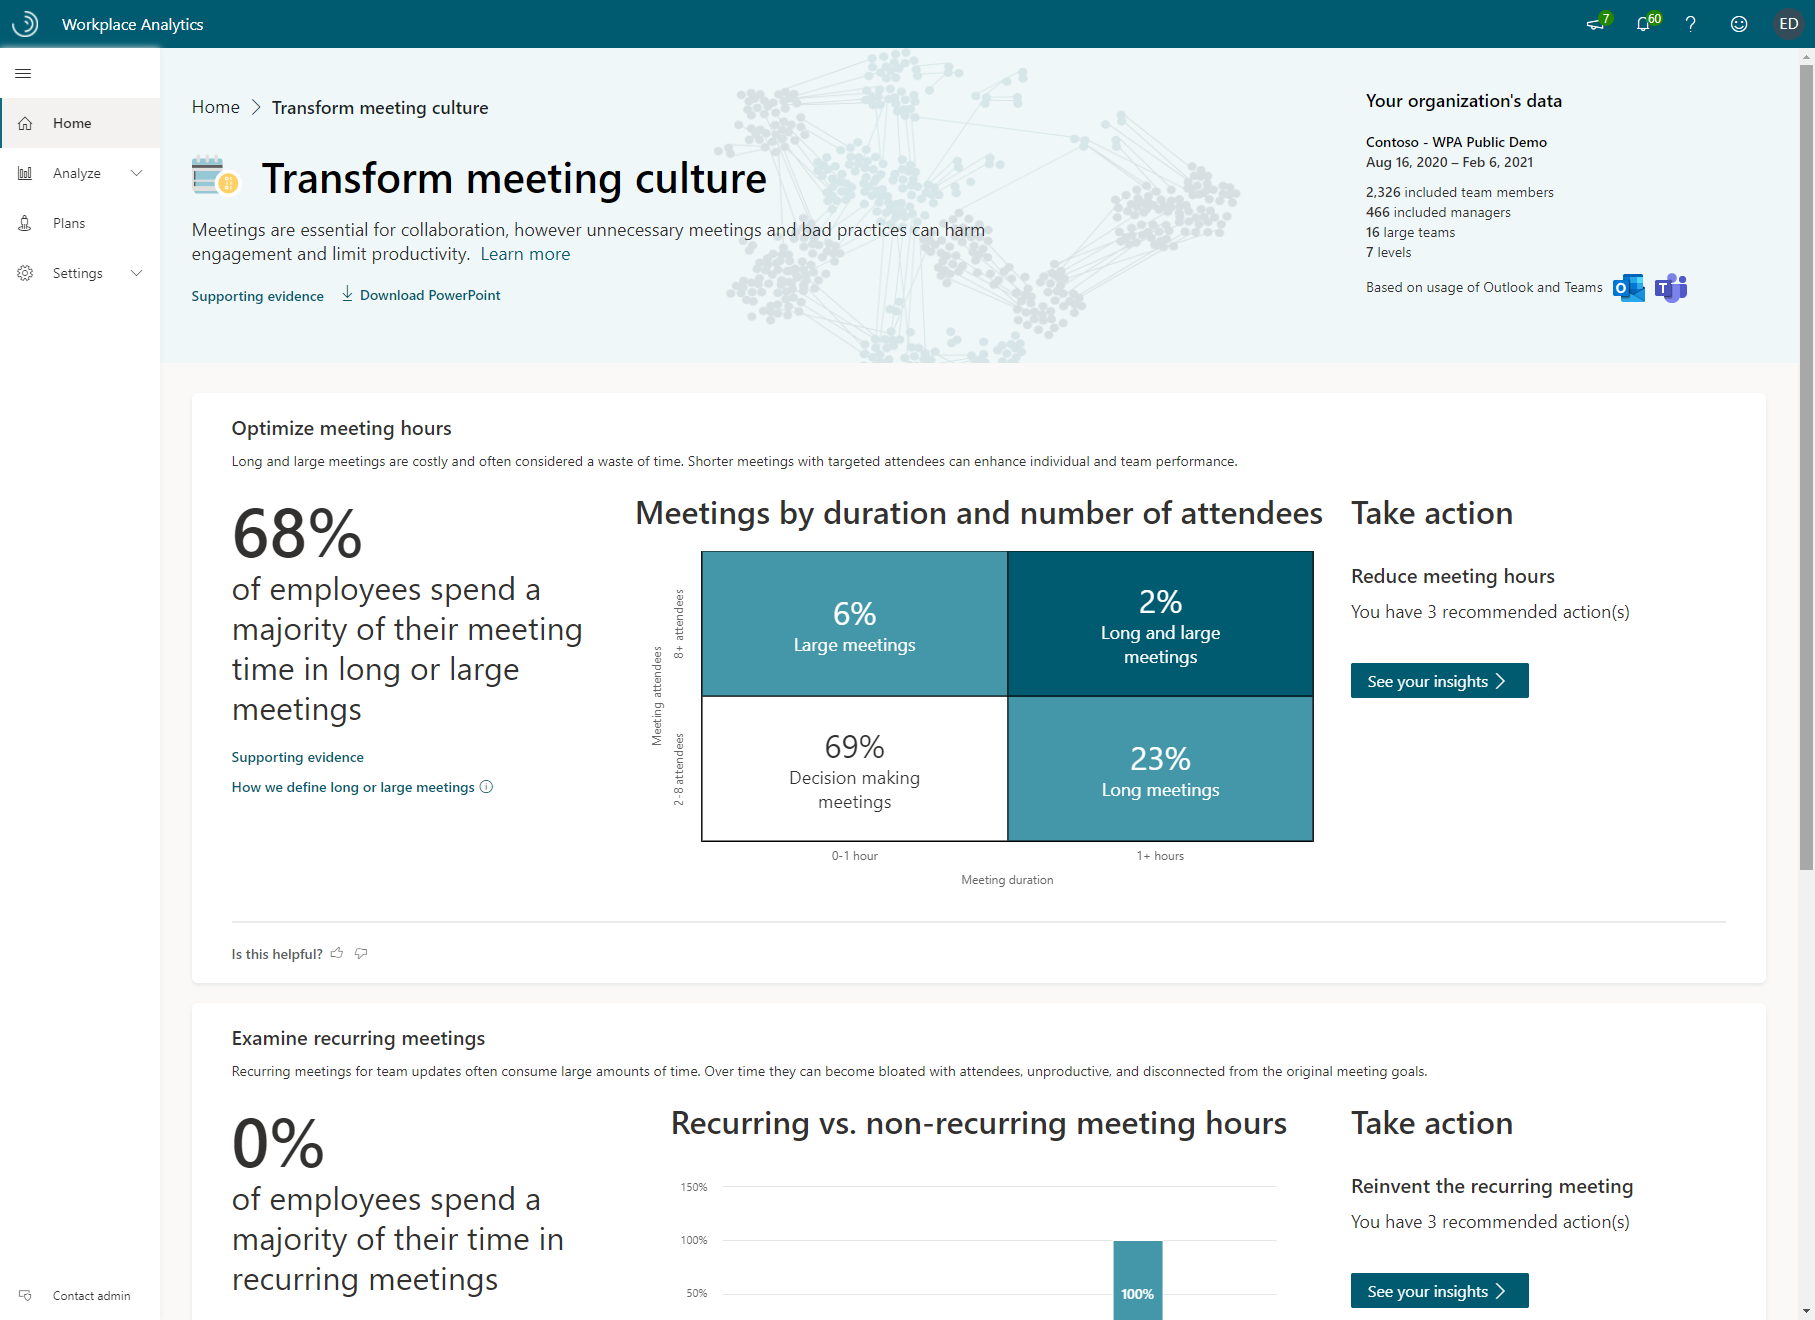 Workplace Analytics
7
60
?
ED
Home
Analyze
Plans
Settings
Contact admin
Home > Transform meeting culture
Transform meeting culture
Meetings are essential for collaboration, however unnecessary meetings and bad practices can harm
engagement and limit productivity. Learn more
Supporting evidence
Download PowerPoint
Your organization's data
Contoso - WPA Public Demo
Aug 16, 2020 – Feb 6, 2021
2,326 included team members
466 included managers
16 large teams
7 levels
Based on usage of Outlook and Teams
Optimize meeting hours
Long and large meetings are costly and often considered a waste of time. Shorter meetings with targeted attendees can enhance individual and team performance.
68%
of employees spend a
majority of their meeting
time in long or large
meetings
Supporting evidence
How we define long or large meetings
Meetings by duration and number of attendees
Meeting attendees
8+ attendees
2-8 attendees
6%
Large meetings
2%
Long and large
meetings
69%
Decision making
meetings
23%
Long meetings
0-1 hour
1+ hours
Meeting duration
Take action
Reduce meeting hours
You have 3 recommended action(s)
See your insights
Is this helpful?
Examine recurring meetings
Recurring meetings for team updates often consume large amounts of time. Over time they can become bloated with attendees, unproductive, and disconnected from the original meeting goals.
0%
of employees spend a
majority of their time in
recurring meetings
Recurring vs. non-recurring meeting hours
150%
100%
50%
100%
Take action
Reinvent the recurring meeting
You have 3 recommended action(s)
See your insights